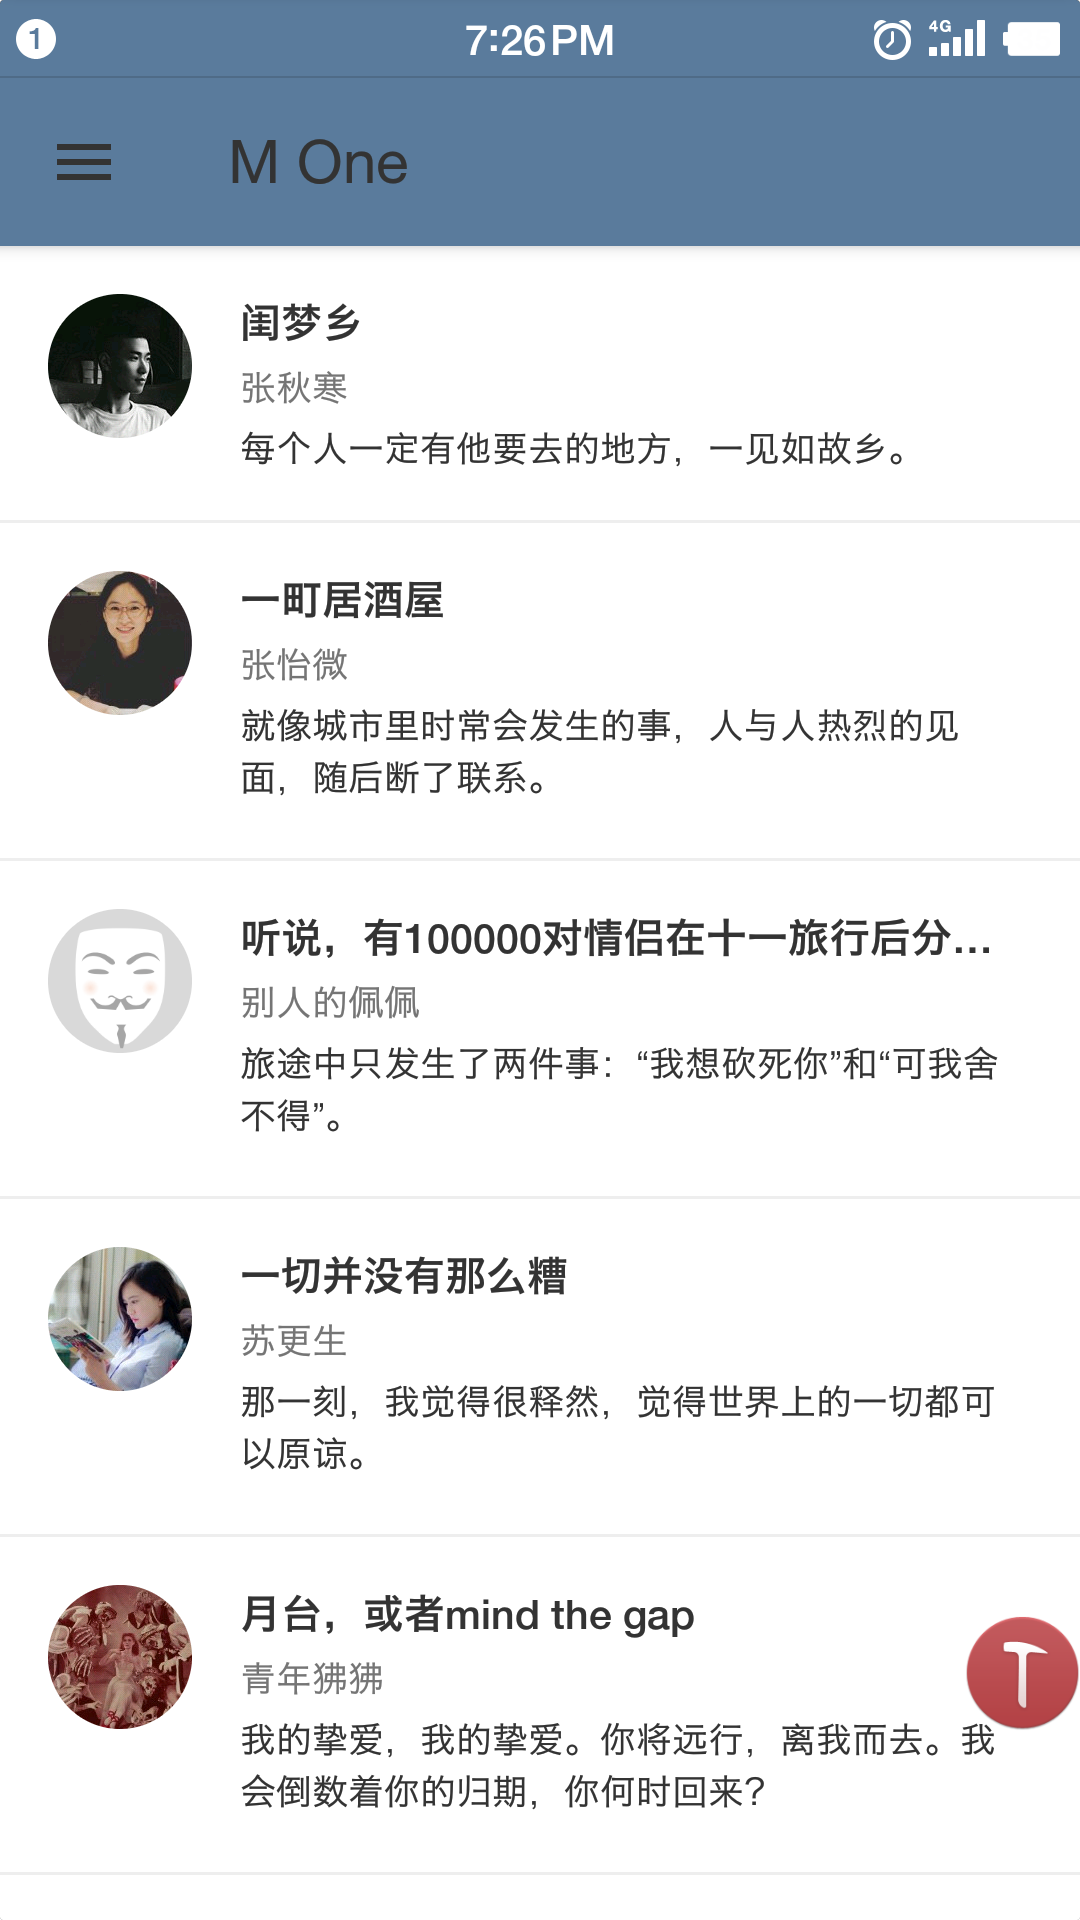 1
7:26PM
4G
M One
闺梦乡
张秋寒
每个人一定有他要去的地方，一见如故乡。
一町居酒屋
张怡微
就像城市里时常会发生的事，人与人热烈的见
面，随后断了联系。
听说，有100000对情侣在十一旅行后分...
别人的佩佩
旅途中只发生了两件事：“我想砍死你”和“可我舍
不得”。
一切并没有那么糟
苏更生
那一刻，我觉得很释然，觉得世界上的一切都可
以原谅。
月台，或者mind the gap
青年狒狒
我的挚爱，我的挚爱。你将远行，离我而去。我
会倒数着你的归期，你何时回来？